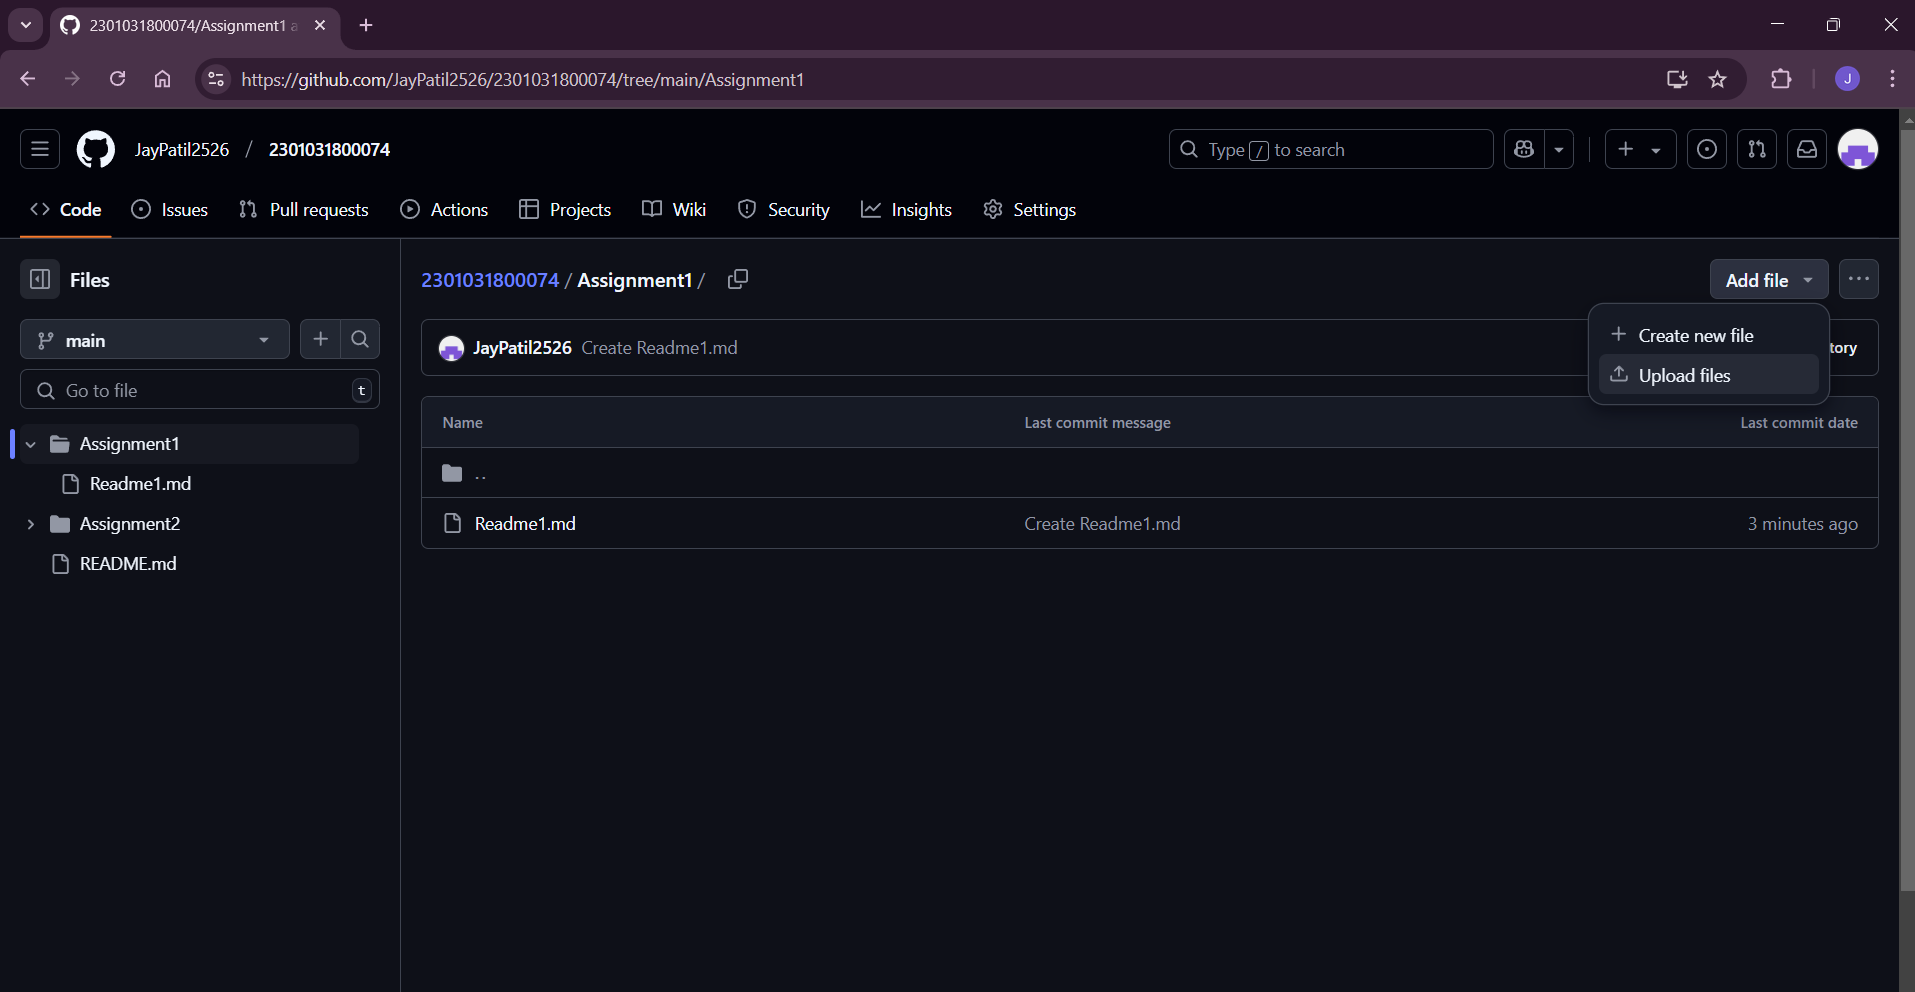 2301031800074/Assignment1 a
https://github.com/JayPatil2526/2301031800074/tree/main/Assignment1
J
JayPatil2526 / 2301031800074
Type / to search
Code Issues Pull requests Actions Projects Wiki Security Insights Settings
Files
main
Go to file t
Assignment1
Readme1.md
Assignment2
README.md
2301031800074 / Assignment1 /
Add file
Create new file
Upload files
JayPatil2526 Create Readme1.md
tory
Name Last commit message Last commit date
..
Readme1.md Create Readme1.md 3 minutes ago